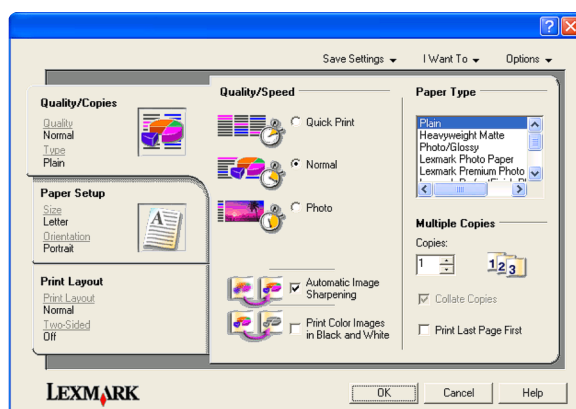 Save Settings
I Want To
Options
Quality/Copies
Quality
Normal
Type
Plain
Paper Setup
Size
Letter
Orientation
Portrait
Print Layout
Print Layout
Normal
Two-Sided
Off
Quality/Speed
Quick Print
Normal
Photo
Automatic Image
Sharpening
Print Color Images
in Black and White
Paper Type
Plain
Heavyweight Matte
Photo/Glossy
Lexmark Photo Paper
Lexmark Premium Photo
Multiple Copies
Copies:
1
1 2 3
Collate Copies
Print Last Page First
LEXMARK
OK
Cancel
Help